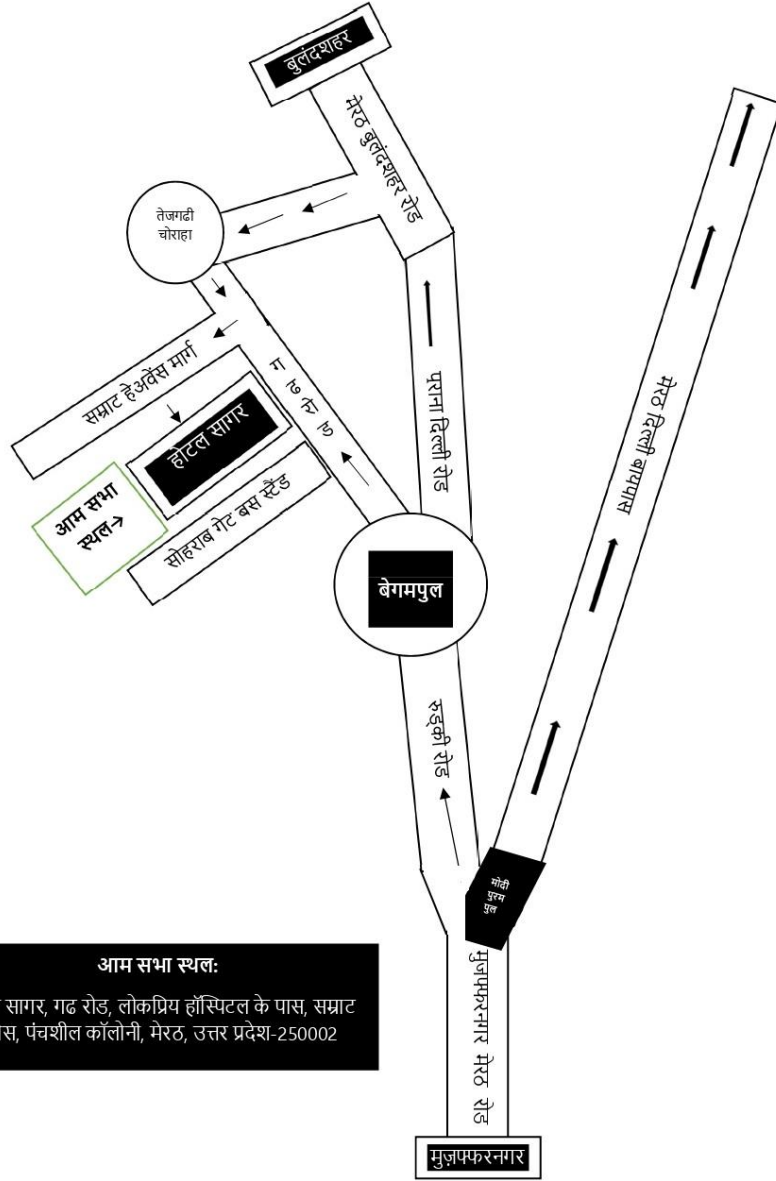 बुलंदशहर
मेरठ बुलंदशहर रोड
तेजगढी
चोराहा
सम्राट हेअवेंस मार्ग
ग ढ रो ड
पुराना दिल्ली रोड
होटल सागर
मेरठ दिल्ली बायपास
आम सभा
स्थल→
सोहराब गेट बस स्टैंड
बेगमपुल
रुड़की रोड
मोदी
पुरम
पुल
आम सभा स्थल:
सागर, गढ रोड, लोकप्रिय हॉस्पिटल के पास, सम्राट
पंचशील कॉलोनी, मेरठ, उत्तर प्रदेश-250002
मुजफ्फरनगर मेरठ रोड
मुज़फ्फरनगर